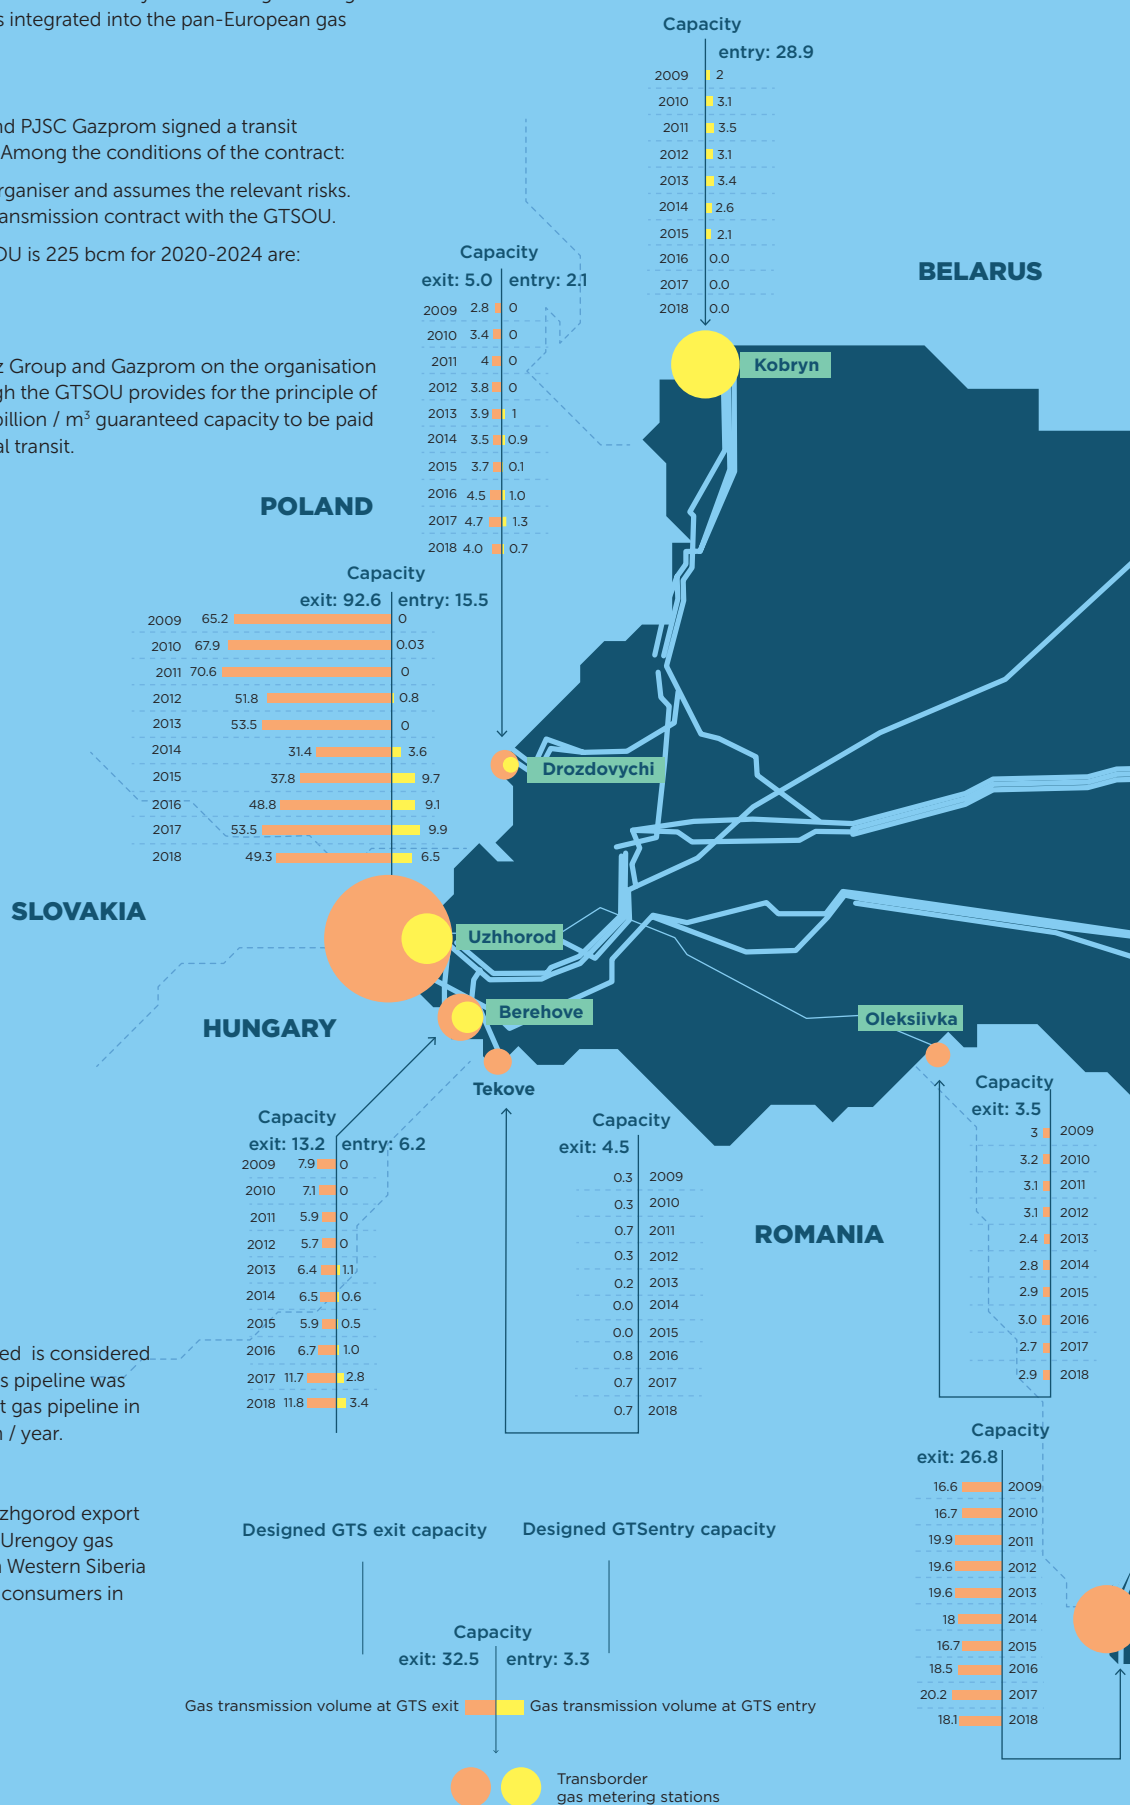 s integrated into the pan-European gas
nd PJSC Gazprom signed a transit
Among the conditions of the contract:
rganiser and assumes the relevant risks.
ransmission contract with the GTSOU.
OU is 225 bcm for 2020-2024 are:
z Group and Gazprom on the organisation
gh the GTSOU provides for the principle of
billion / m³ guaranteed capacity to be paid
al transit.
Capacity
entry: 28.9
2009 2
2010 3.1
2011 3.5
2012 3.1
2013 3.4
2014 2.6
2015 2.1
2016 0.0
2017 0.0
2018 0.0
BELARUS
Kobryn
Capacity
exit: 5.0 entry: 2.1
2009 2.8 0
2010 3.4 0
2011 4 0
2012 3.8 0
2013 3.9 1
2014 3.5 0.9
2015 3.7 0.1
2016 4.5 1.0
2017 4.7 1.3
2018 4.0 0.7
POLAND
Drozdovychi
Capacity
exit: 92.6 entry: 15.5
2009 65.2 0
2010 67.9 0.03
2011 70.6 0
2012 51.8 0.8
2013 53.5 0
2014 31.4 3.6
2015 37.8 9.7
2016 48.8 9.1
2017 53.5 9.9
2018 49.3 6.5
SLOVAKIA
Uzhhorod
HUNGARY
Berehove
Oleksiivka
Tekove
Capacity
exit: 13.2 entry: 6.2
2009 7.9 0
2010 7.1 0
2011 5.9 0
2012 5.7 0
2013 6.4 1.1
2014 6.5 0.6
2015 5.9 0.5
2016 6.7 1.0
2017 11.7 2.8
2018 11.8 3.4
Capacity
exit: 4.5
0.3 2009
0.3 2010
0.7 2011
0.3 2012
0.2 2013
0.0 2014
0.0 2015
0.8 2016
0.7 2017
0.7 2018
ROMANIA
Capacity
exit: 3.5
3 2009
3.2 2010
3.1 2011
3.1 2012
2.4 2013
2.8 2014
2.9 2015
3.0 2016
2.7 2017
2.9 2018
Capacity
exit: 26.8
16.6 2009
16.7 2010
19.9 2011
19.6 2012
19.6 2013
18 2014
16.7 2015
18.5 2016
20.2 2017
18.1 2018
ed is considered
s pipeline was
t gas pipeline in
n / year.
zhgorod export
Urengoy gas
Western Siberia
consumers in
Designed GTS exit capacity
Designed GTSentry capacity
Capacity
exit: 32.5 entry: 3.3
Gas transmission volume at GTS exit
Gas transmission volume at GTS entry
Transborder
gas metering stations